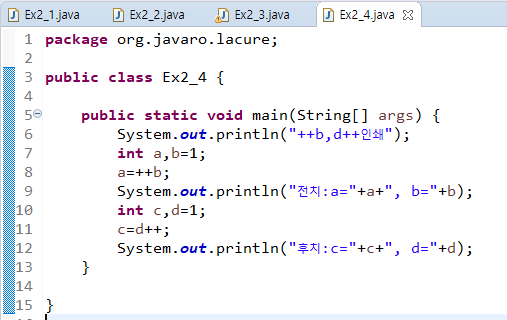 Ex2_1.java Ex2_2.java Ex2_3.java Ex2_4.java
1 package org.javaro.lacure;
2
3 public class Ex2_4 {
4
5 public static void main(String[] args) {
6 System.out.println("++b,d++인쇄");
7 int a,b=1;
8 a=++b;
9 System.out.println("전치:a="+a+", b="+b);
10 int c,d=1;
11 c=d++;
12 System.out.println("후치:c="+c+", d="+d);
13 }
14
15 }